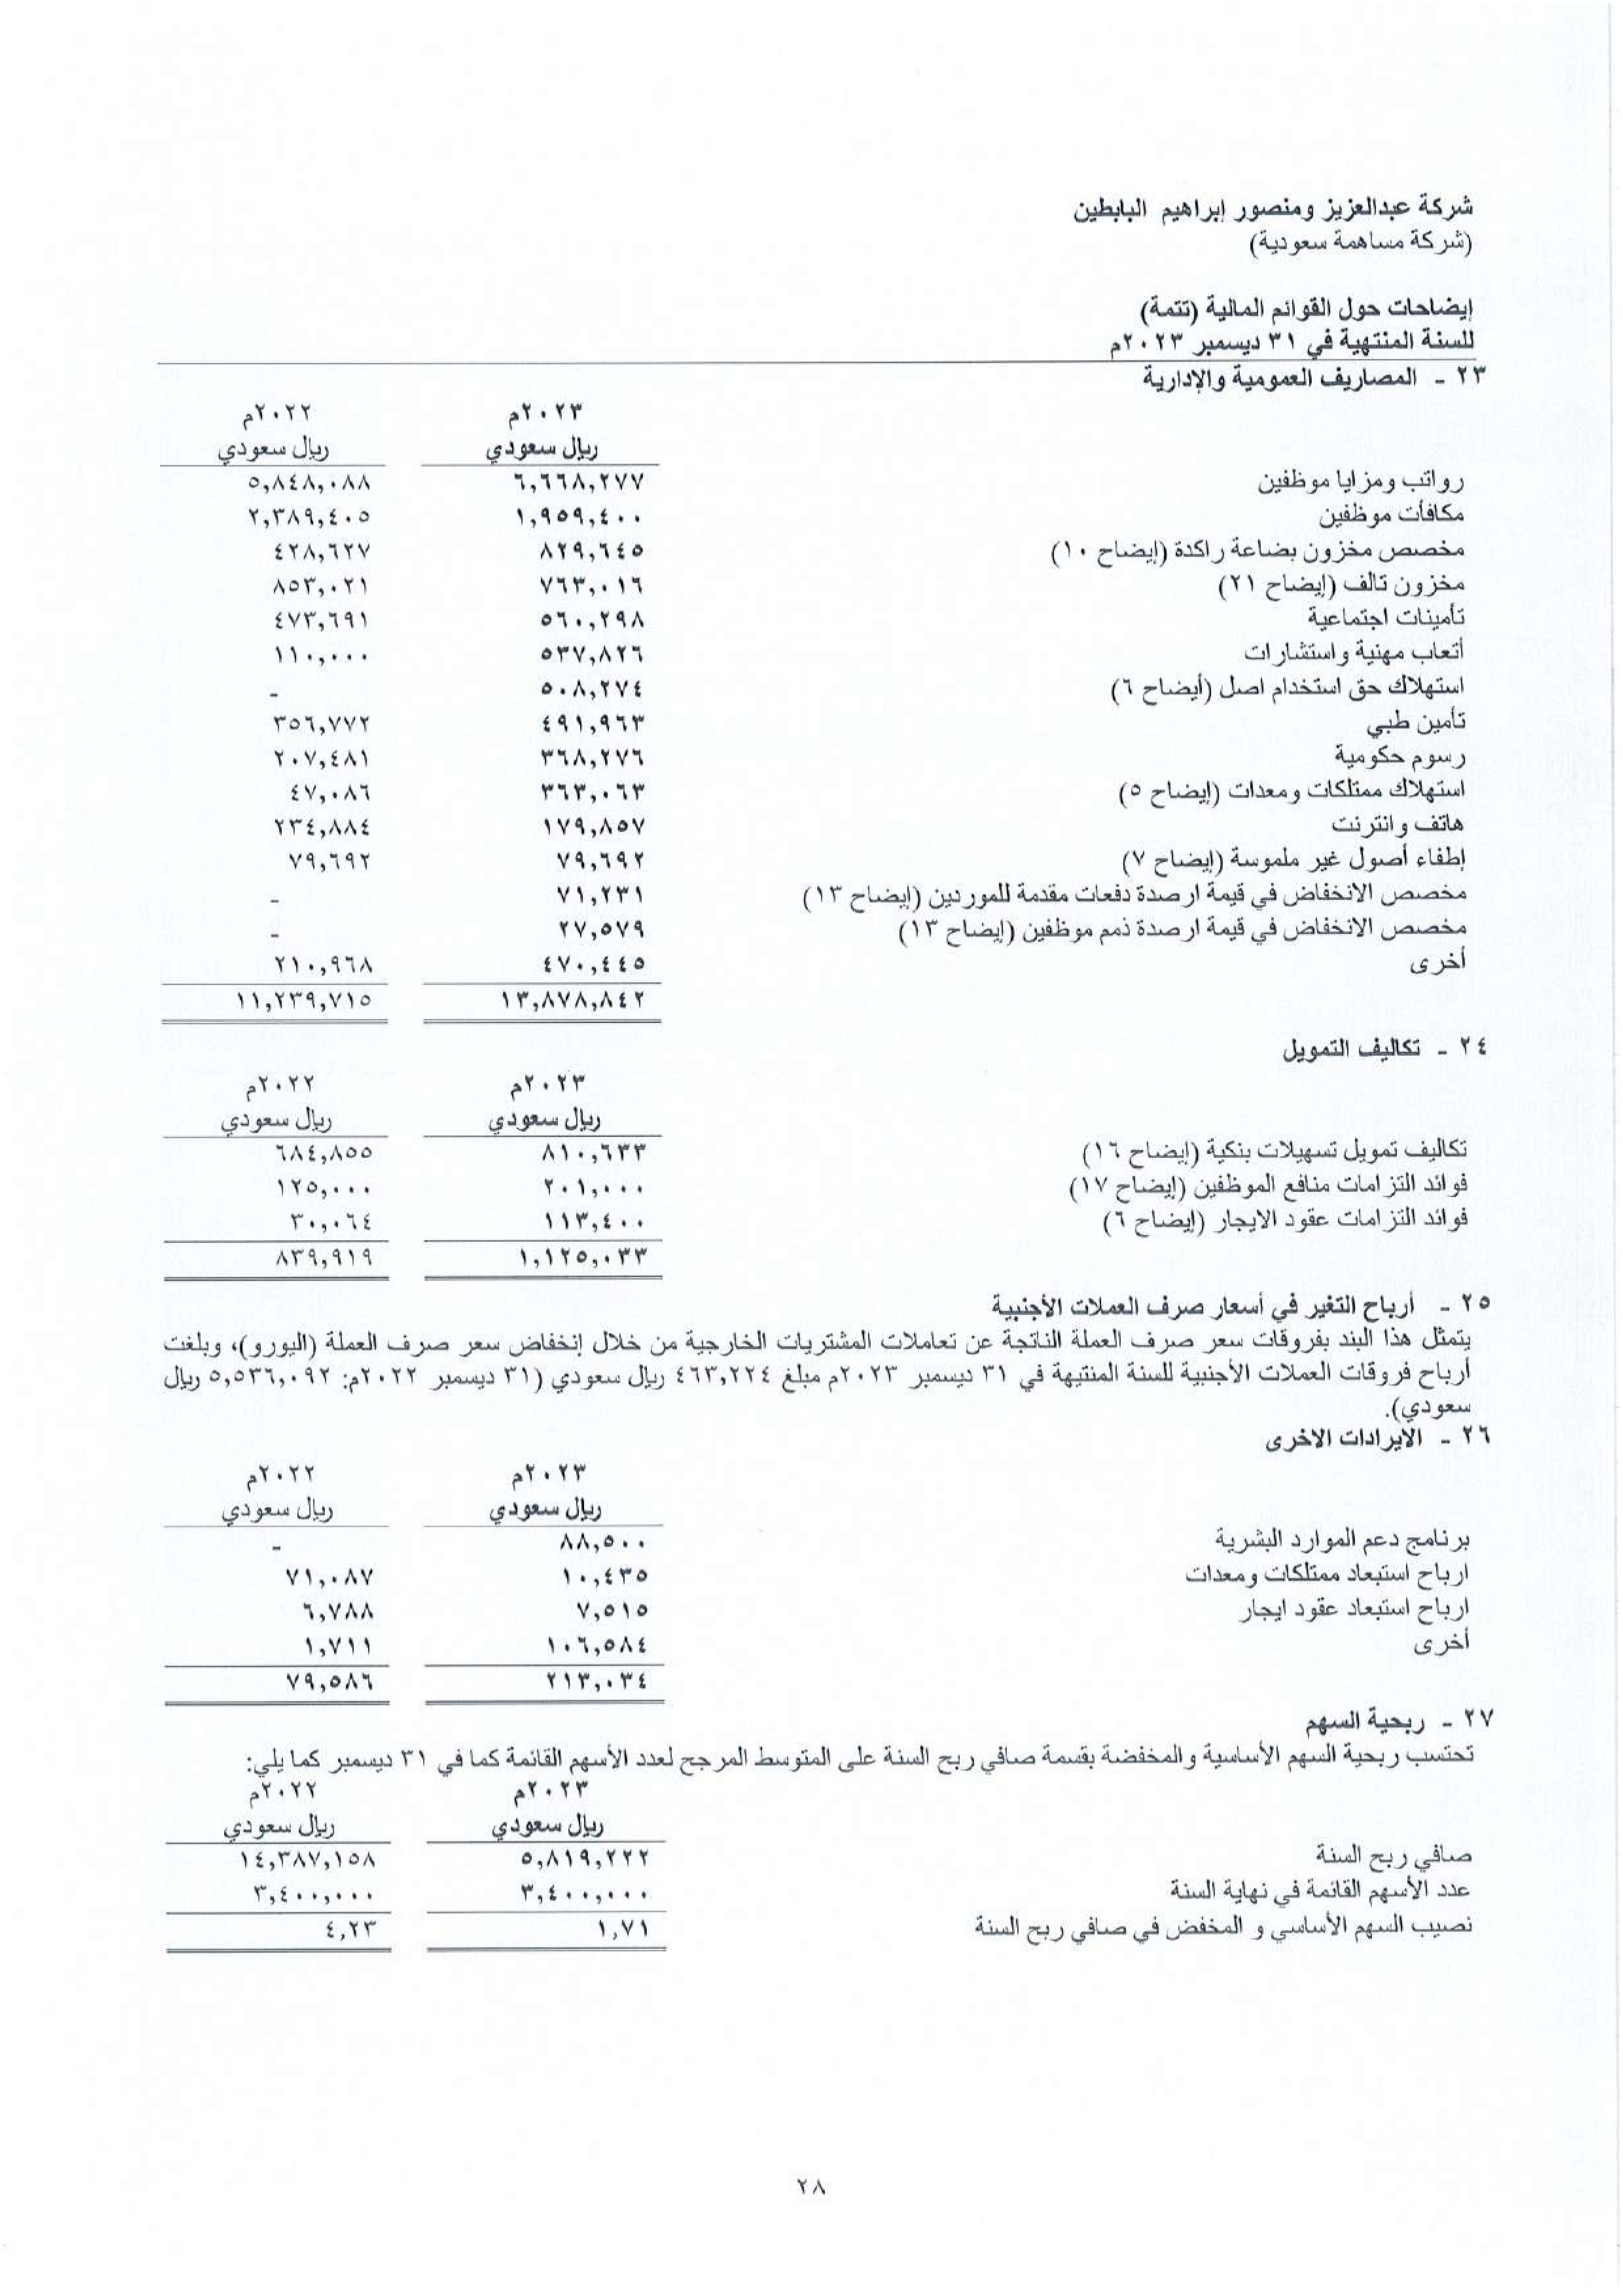 شركة عبدالعزيز ومنصور إبراهيم البابطين
(شركة مساهمة سعودية)
إيضاحات حول القوائم المالية (تتمة)
للسنة المنتهية في ٣١ ديسمبر ٢٠٢٣م
٢٣ - المصاريف العمومية والإدارية
٢٠٢٣م ٢٠٢٢م
ريال سعودي ريال سعودي
رواتب ومزايا موظفين ٦,٦٦٨,٢٧٧ ٥,٨٤٨,٠٨٨
مكافأت موظفين ١,٩٥٩,٤٠٠ ٢,٣٨٩,٤٠٥
مخصص مخزون بضاعة راكدة (إيضاح ١٠) ٨٢٩,٦٤٥ ٤٢٨,٦٢٧
مخزون تالف (إيضاح ٢١) ٧٦٣,٠١٦ ٨٥٣,٠٢١
تأمينات اجتماعية ٥٦٠,٢٩٨ ٤٧٣,٦٩١
أتعاب مهنية واستشارات ٥٣٧,٨٢٦ ١١٠,٠٠٠
استهلاك حق استخدام اصل (أيضاح ٦) ٥٠٨,٢٧٤ -
تأمين طبي ٤٩١,٩٦٣ ٣٥٦,٧٧٢
رسوم حكومية ٣٦٨,٢٧٦ ٢٠٧,٤٨١
استهلاك ممتلكات ومعدات (إيضاح ٥) ٣٦٣,٠٦٣ ٤٧,٠٨٦
هاتف وانترنت ١٧٩,٨٥٧ ٢٣٤,٨٨٤
إطفاء أصول غير ملموسة (إيضاح ٧) ٧٩,٦٩٢ ٧٩,٦٩٢
مخصص الانخفاض في قيمة ارصدة دفعات مقدمة للموردين (إيضاح ١٣) ٧١,٢٣١ -
مخصص الانخفاض في قيمة ارصدة ذمم موظفين (إيضاح ١٣) ٢٧,٥٧٩ -
أخرى ٤٧٠,٤٤٥ ٢١٠,٩٦٨
١٣,٨٧٨,٨٤٢ ١١,٢٣٩,٧١٥
٢٤ - تكاليف التمويل
٢٠٢٣م ٢٠٢٢م
ريال سعودي ريال سعودي
تكاليف تمويل تسهيلات بنكية (إيضاح ١٦) ٨١٠,٦٣٣ ٦٨٤,٨٥٥
فوائد التزامات منافع الموظفين (إيضاح ١٧) ٢٠١,٠٠٠ ١٢٥,٠٠٠
فوائد التزامات عقود الايجار (إيضاح ٦) ١١٣,٤٠٠ ٣٠,٠٦٤
١,١٢٥,٠٣٣ ٨٣٩,٩١٩
٢٥ - أرباح التغير في أسعار صرف العملات الأجنبية
يتمثل هذا البند بفروقات سعر صرف العملة الناتجة عن تعاملات المشتريات الخارجية من خلال إنخفاض سعر صرف العملة (اليورو)، وبلغت
أرباح فروقات العملات الأجنبية للسنة المنتهية في ٣١ ديسمبر ٢٠٢٣م مبلغ ٤٦٣,٢٢٤ ريال سعودي (٣١ ديسمبر ٢٠٢٢م: ٥,٥٣٦,٠٩٢ ريال
سعودي).
٢٦ - الايرادات الاخرى
٢٠٢٣م ٢٠٢٢م
ريال سعودي ريال سعودي
برنامج دعم الموارد البشرية ٨٨,٥٠٠ -
ارباح استبعاد ممتلكات ومعدات ١٠,٤٣٥ ٧١,٠٨٧
ارباح استبعاد عقود ايجار ٧,٥١٥ ٦,٧٨٨
أخرى ١٠٦,٥٨٤ ١,٧١١
٢١٣,٠٣٤ ٧٩,٥٨٦
٢٧ - ربحية السهم
تحتسب ربحية السهم الأساسية والمخفضة بقسمة صافي ربح السنة على المتوسط المرجح لعدد الأسهم القائمة كما في ٣١ ديسمبر كما يلي:
٢٠٢٣م ٢٠٢٢م
ريال سعودي ريال سعودي
صافي ربح السنة ٥,٨١٩,٢٢٢ ١٤,٣٨٧,١٥٨
عدد الأسهم القائمة في نهاية السنة ٣,٤٠٠,٠٠٠ ٣,٤٠٠,٠٠٠
نصيب السهم الأساسي و المخفض في صافي ربح السنة ١,٧١ ٤,٢٣
٢٨